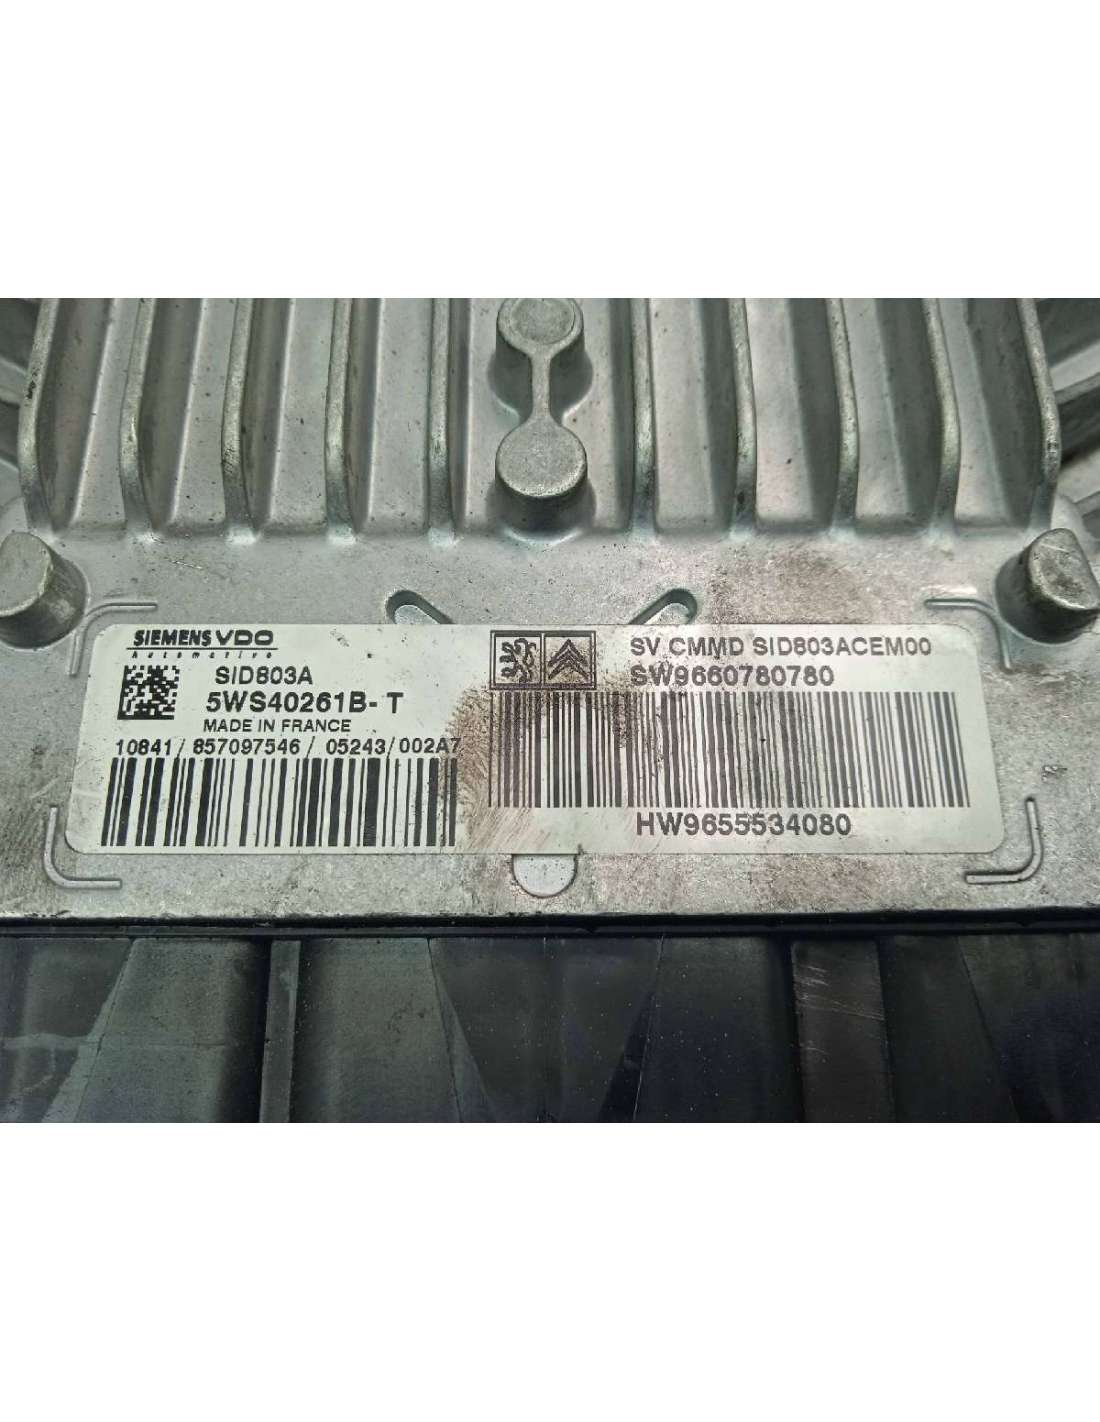 SIEMENS VDO
Automotive
SID803A
5WS40261B-T
MADE IN FRANCE
10841/857097546/05243/002A7
SV CMMD SID803ACEM00
SW9660780780
HW9655534080